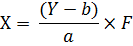 X = (Y − b) / a × F